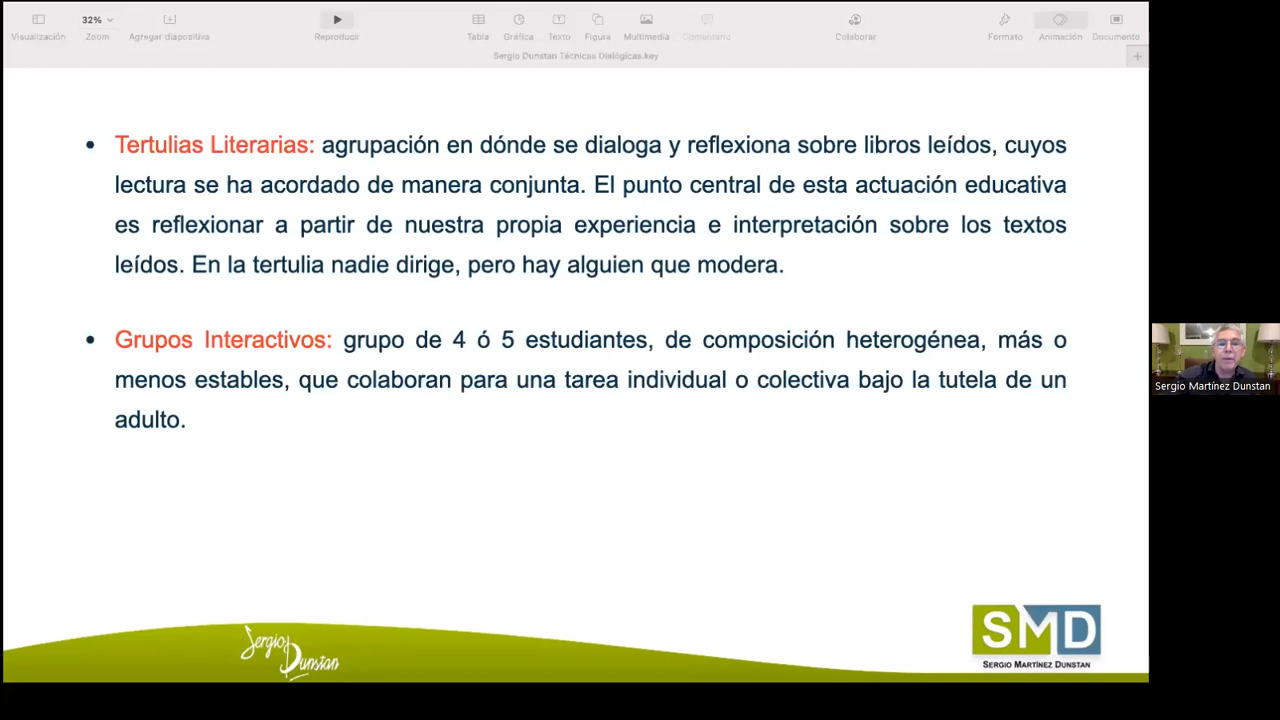 32%
Visualización
Zoom
Agregar diapositiva
Reproducir
Tabla
Gráfica
Texto
Figura
Multimedia
Comentario
Colaborar
Formato
Animación
Documento
Sergio Dunstan Técnicas Dialógicas.key
+
• Tertulias Literarias: agrupación en dónde se dialoga y reflexiona sobre libros leídos, cuyos
lectura se ha acordado de manera conjunta. El punto central de esta actuación educativa
es reflexionar a partir de nuestra propia experiencia e interpretación sobre los textos
leídos. En la tertulia nadie dirige, pero hay alguien que modera.
• Grupos Interactivos: grupo de 4 ó 5 estudiantes, de composición heterogénea, más o
menos estables, que colaboran para una tarea individual o colectiva bajo la tutela de un
adulto.
Sergio Martínez Dunstan
Sergio
Dunstan
SMD
SERGIO MARTÍNEZ DUNSTAN